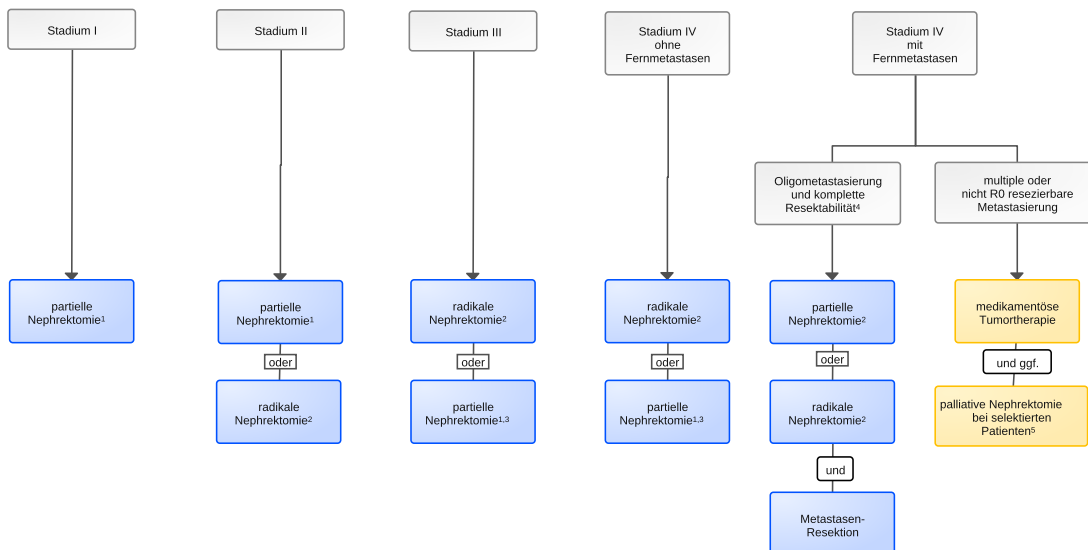 Stadium I
Stadium II
Stadium III
Stadium IV
ohne
Fernmetastasen
Stadium IV
mit
Fernmetastasen
Oligometastasierung
und komplette
Resektabilität⁴
multiple oder
nicht R0 resezierbare
Metastasierung
partielle
Nephrektomie¹
partielle
Nephrektomie¹
oder
radikale
Nephrektomie²
radikale
Nephrektomie²
oder
partielle
Nephrektomie¹,³
radikale
Nephrektomie²
oder
partielle
Nephrektomie¹,³
partielle
Nephrektomie²
oder
radikale
Nephrektomie²
und
Metastasen-
Resektion
medikamentöse
Tumortherapie
und ggf.
palliative Nephrektomie
bei selektierten
Patienten⁵